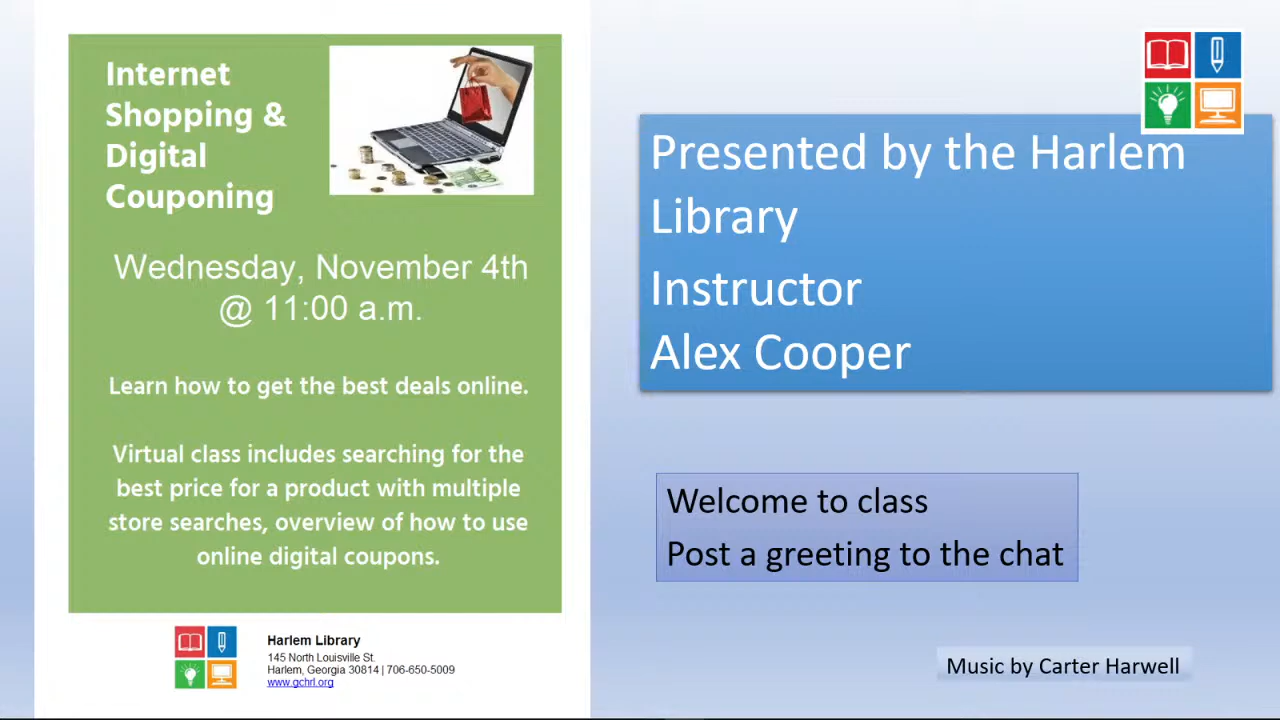 Internet
Shopping &
Digital
Couponing
Wednesday, November 4th
@ 11:00 a.m.
Learn how to get the best deals online.
Virtual class includes searching for the
best price for a product with multiple
store searches, overview of how to use
online digital coupons.
Harlem Library
145 North Louisville St.
Harlem, Georgia 30814 | 706-650-5009
www.gchrl.org
Presented by the Harlem
Library
Instructor
Alex Cooper
Welcome to class
Post a greeting to the chat
Music by Carter Harwell